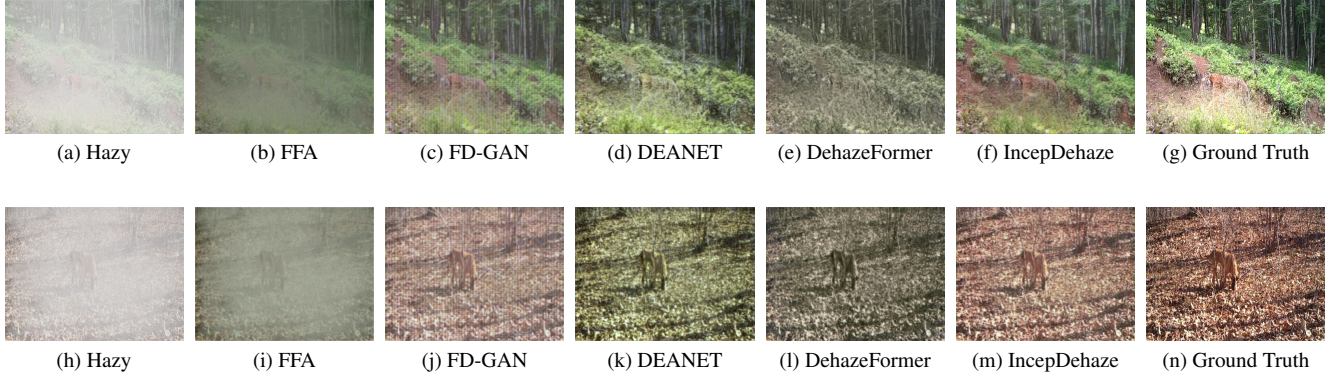 (a) Hazy (b) FFA (c) FD-GAN (d) DEANET (e) DehazeFormer (f) IncepDehaze (g) Ground Truth
(h) Hazy (i) FFA (j) FD-GAN (k) DEANET (l) DehazeFormer (m) IncepDehaze (n) Ground Truth